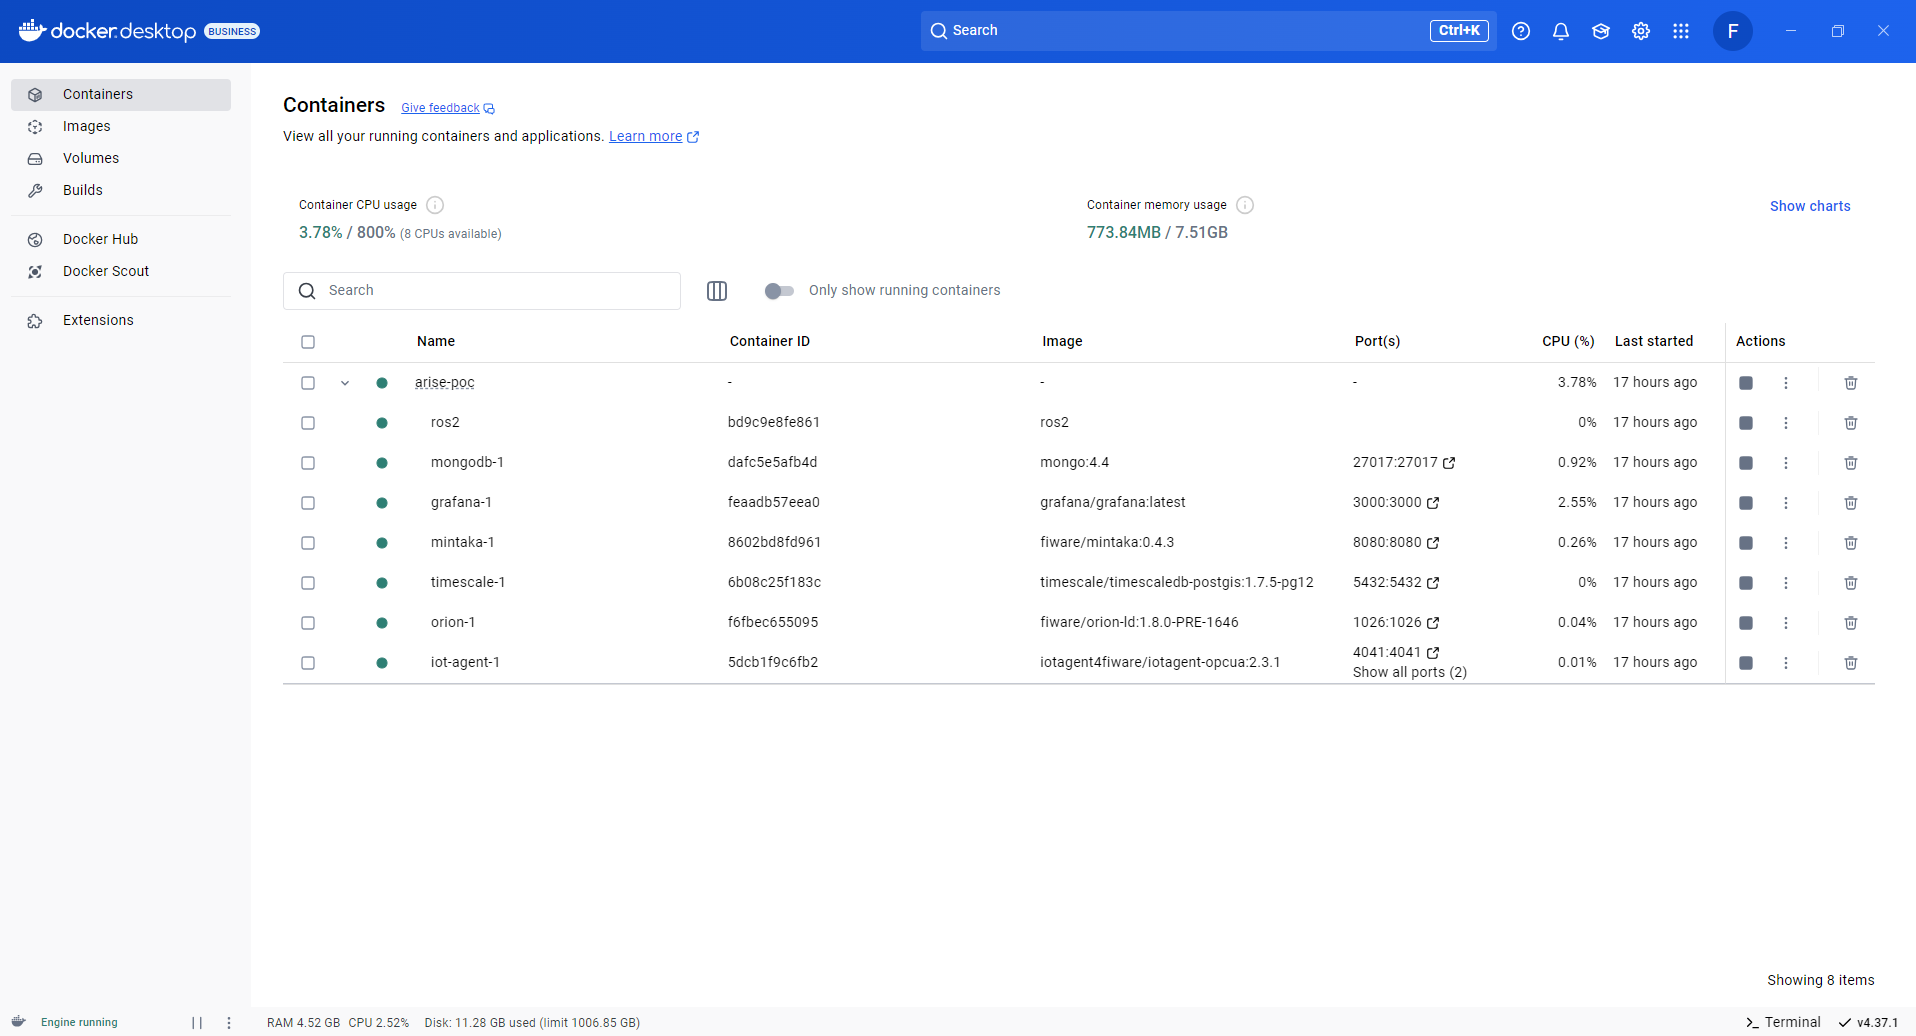 docker.desktop BUSINESS
Search Ctrl+K
F
Containers
Images
Volumes
Builds
Docker Hub
Docker Scout
Extensions
Containers Give feedback
View all your running containers and applications. Learn more
Container CPU usage
3.78% / 800% (8 CPUs available)
Container memory usage
773.84MB / 7.51GB
Show charts
Search
Only show running containers
Name Container ID Image Port(s) CPU (%) Last started Actions
arise-poc - - - 3.78% 17 hours ago
ros2 bd9c9e8fe861 ros2 0% 17 hours ago
mongodb-1 dafc5e5afb4d mongo:4.4 27017:27017 0.92% 17 hours ago
grafana-1 feaadb57eea0 grafana/grafana:latest 3000:3000 2.55% 17 hours ago
mintaka-1 8602bd8fd961 fiware/mintaka:0.4.3 8080:8080 0.26% 17 hours ago
timescale-1 6b08c25f183c timescale/timescaledb-postgis:1.7.5-pg12 5432:5432 0% 17 hours ago
orion-1 f6fbec655095 fiware/orion-ld:1.8.0-PRE-1646 1026:1026 0.04% 17 hours ago
iot-agent-1 5dcb1f9c6fb2 iotagent4fiware/iotagent-opcua:2.3.1 4041:4041 0.01% 17 hours ago
Show all ports (2)
Showing 8 items
Engine running
RAM 4.52 GB CPU 2.52% Disk: 11.28 GB used (limit 1006.85 GB)
Terminal v4.37.1